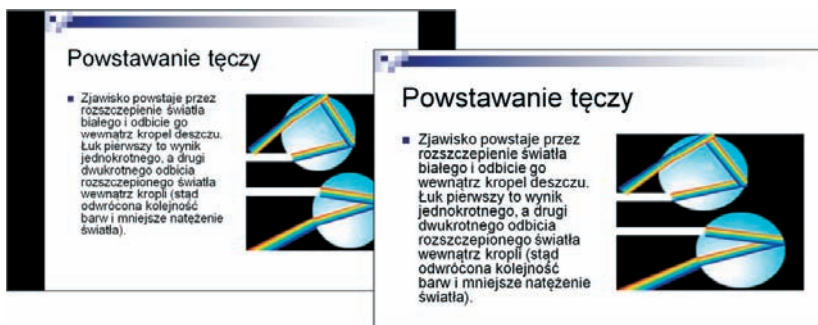 Powstawanie tęczy
Zjawisko powstaje przez
rozszczepienie światła
białego i odbicie go
wewnątrz kropel deszczu.
Łuk pierwszy to wynik
jednokrotnego, a drugi
dwukrotnego odbicia
rozszczepionego światła
wewnątrz kropli (stąd
odwrócona kolejność
barw i mniejsze natężenie
światła).
Powstawanie tęczy
Zjawisko powstaje przez
rozszczepienie światła
białego i odbicie go
wewnątrz kropel deszczu.
Łuk pierwszy to wynik
jednokrotnego, a drugi
dwukrotnego odbicia
rozszczepionego światła
wewnątrz kropli (stąd
odwrócona kolejność
barw i mniejsze natężenie
światła).